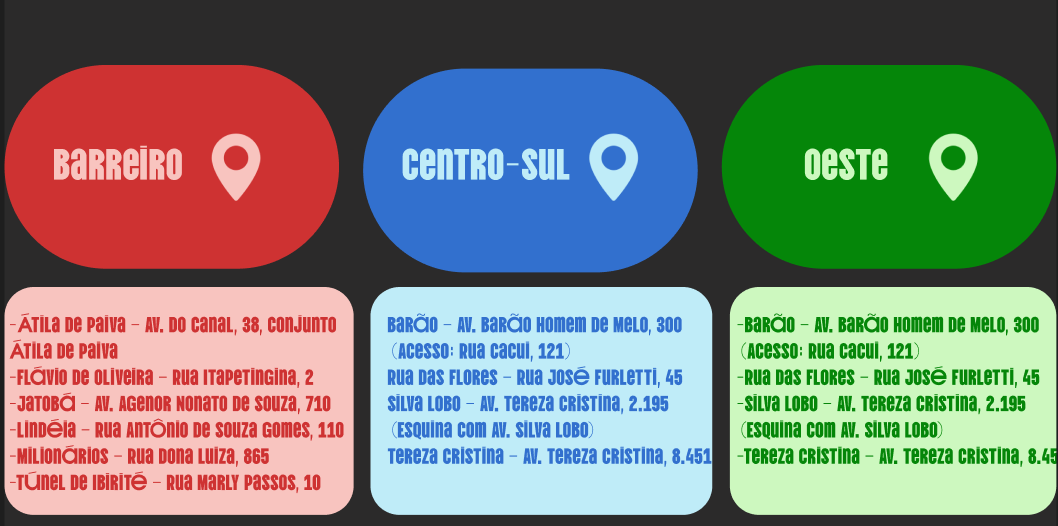 Barreiro
Centro-Sul
Oeste
-Átila de Paiva - Av. do Canal, 38, Conjunto
Átila de Paiva
-Flávio de Oliveira - Rua Itapetingina, 2
-Jatobá - Av. Agenor Nonato de Souza, 710
-Lindéia - Rua Antônio de Souza Gomes, 110
-Milionários - Rua Dona Luiza, 865
-Túnel de Ibirité - Rua Marly Passos, 10
Barão - Av. Barão Homem de Melo, 300
(Acesso: Rua Cacuí, 121)
Rua das Flores - Rua José Furletti, 45
Silva Lobo - Av. Tereza Cristina, 2.195
(Esquina com Av. Silva Lobo)
Tereza Cristina - Av. Tereza Cristina, 8.451
-Barão - Av. Barão Homem de Melo, 300
(Acesso: Rua Cacuí, 121)
-Rua das Flores - Rua José Furletti, 45
-Silva Lobo - Av. Tereza Cristina, 2.195
(Esquina com Av. Silva Lobo)
-Tereza Cristina - Av. Tereza Cristina, 8.45